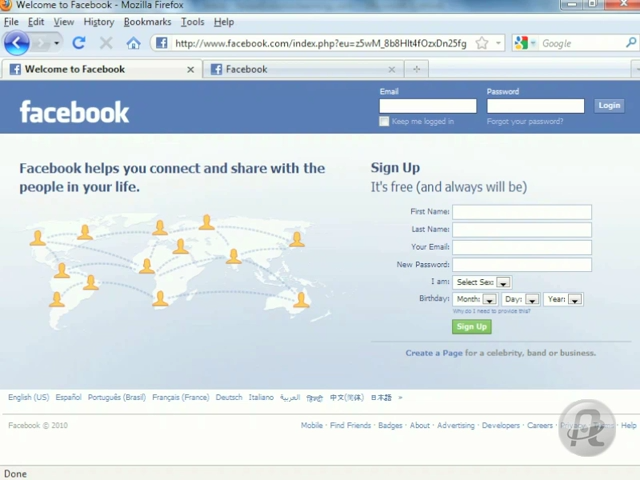 Welcome to Facebook - Mozilla Firefox
File Edit View History Bookmarks Tools Help
http://www.facebook.com/index.php?eu=z5wM_8b8Hlt4fOzxDn25fg Google
Welcome to Facebook Facebook
Email Password
facebook
Login
Keep me logged in Forgot your password?
Facebook helps you connect and share with the
people in your life.
Sign Up
It's free (and always will be)
First Name:
Last Name:
Your Email:
New Password:
I am: Select Sex:
Birthday: Month: Day: Year:
Why do I need to provide this?
Sign Up
Create a Page for a celebrity, band or business.
English (US) Español Português (Brasil) Français (France) Deutsch Italiano العربية हिन्दी 中文(简体) 日本語 »
Facebook © 2010 Mobile · Find Friends · Badges · About · Advertising · Developers · Careers · Help
Done